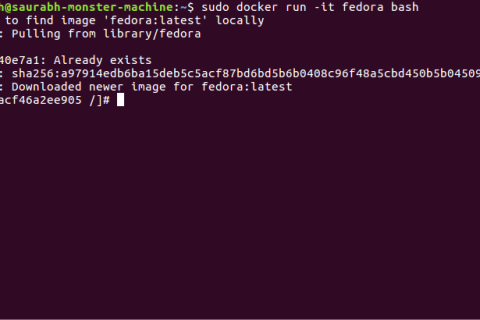 h@saurabh-monster-machine:~$ sudo docker run -it fedora bash
to find image 'fedora:latest' locally
: Pulling from library/fedora
40e7a1: Already exists
: sha256:a97914edb6ba15deb5c5acf87bd6bd5b6b0408c96f48a5cbd450b5b04509
: Downloaded newer image for fedora:latest
acf46a2ee905 /]#